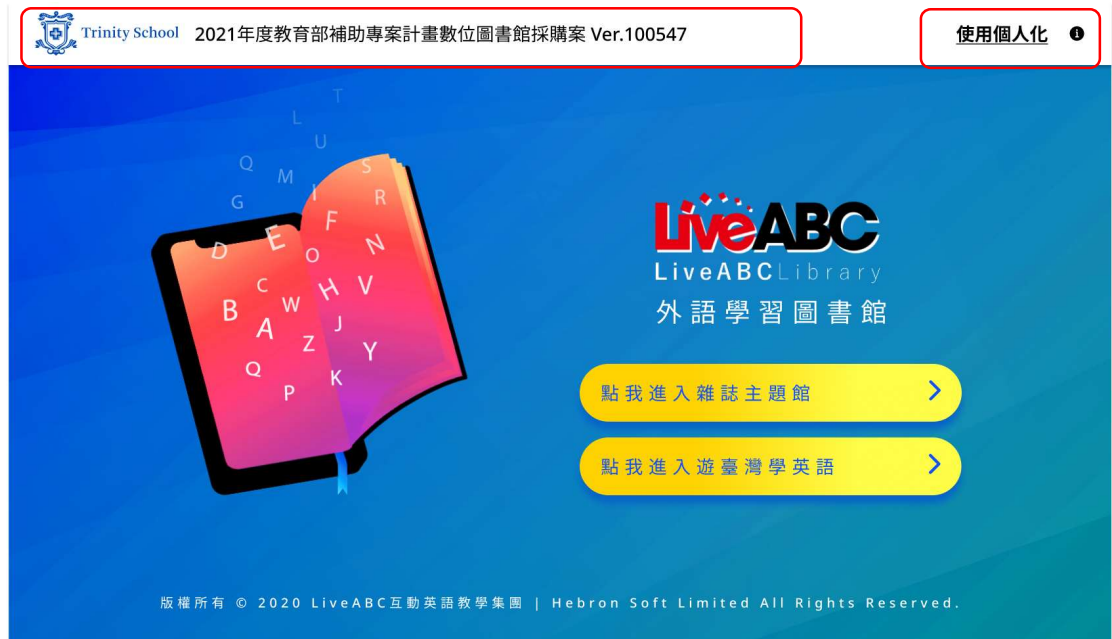 Trinity School 2021年度教育部補助專案計畫數位圖書館採購案 Ver.100547
使用個人化
T
L
U
Q
M
S
G
I
R
F
D
E
O
N
C
B
W
H
V
A
Z
J
Y
Q
P
K
LiveABC
LiveABCLibrary
外語學習圖書館
點我進入雜誌主題館
點我進入遊臺灣學英語
版權所有 © 2020 LiveABC互動英語教學集團 | Hebron Soft Limited All Rights Reserved.